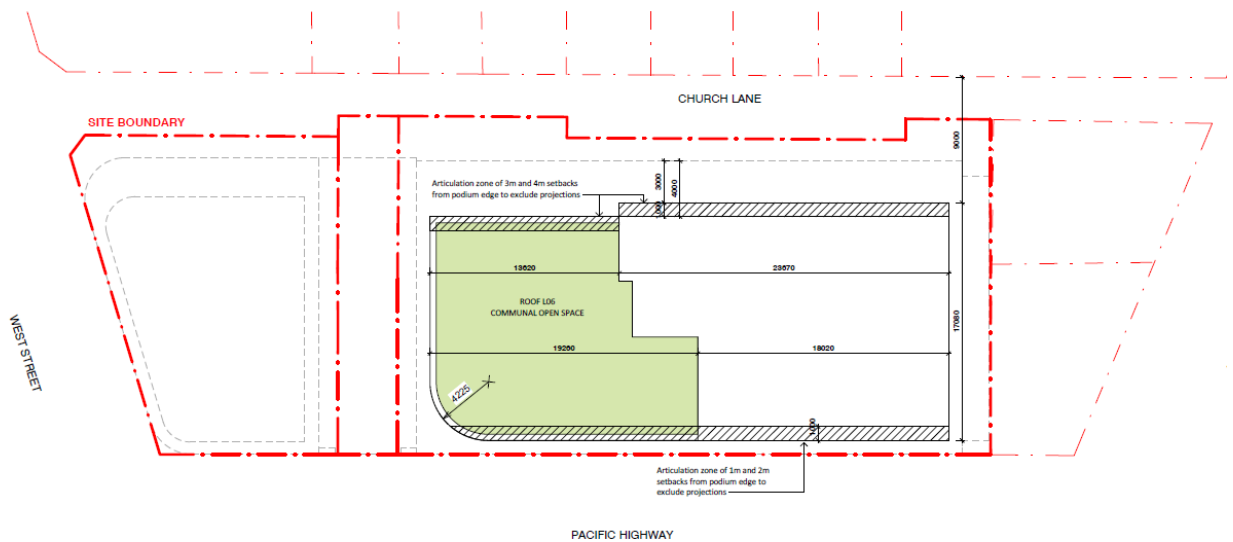 CHURCH LANE
SITE BOUNDARY
9000
3000
4000
Articulation zone of 3m and 4m setbacks
from podium edge to exclude projections
1000
13620
23670
ROOF L06
COMMUNAL OPEN SPACE
17080
WEST STREET
19260
18020
4225
1000
Articulation zone of 1m and 2m
setbacks from podium edge to
exclude projections
PACIFIC HIGHWAY